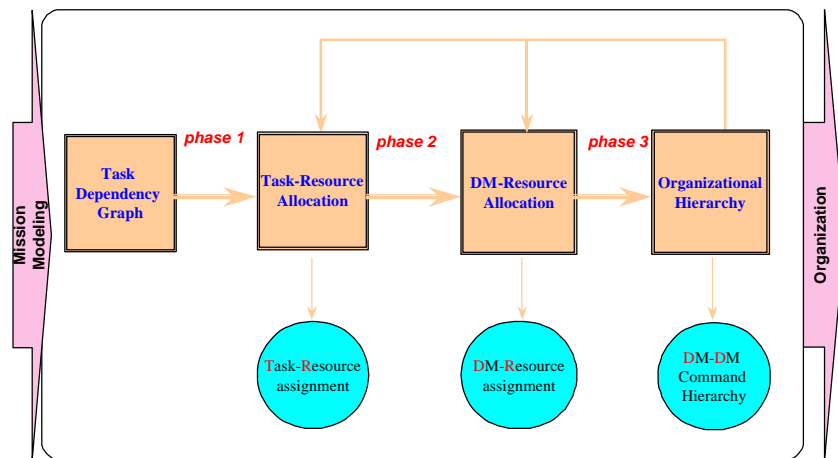 Mission
Modeling
phase 1
phase 2
phase 3
Task
Dependency
Graph
Task-Resource
Allocation
DM-Resource
Allocation
Organizational
Hierarchy
Task-Resource
assignment
DM-Resource
assignment
DM-DM
Command
Hierarchy
Organization